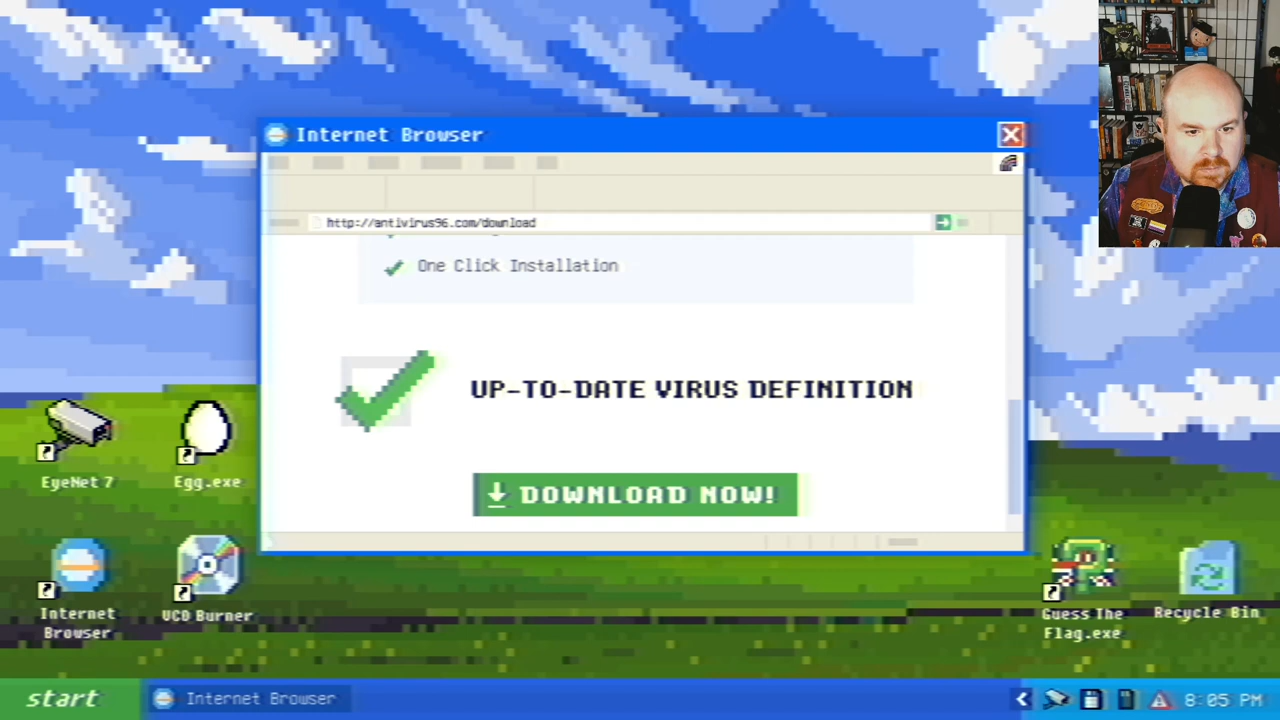 Internet Browser
http://antivirus96.com/download
One Click Installation
UP-TO-DATE VIRUS DEFINITION
DOWNLOAD NOW!
EyeNet 7
Egg.exe
Internet
Browser
VCD Burner
Guess The
Flag.exe
Recycle Bin
start
Internet Browser
8:05 PM